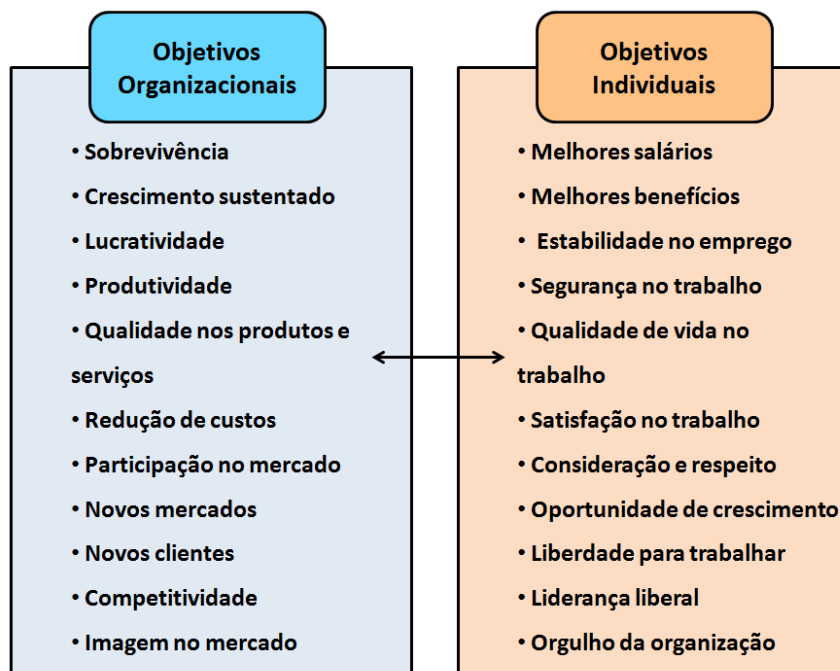 Objetivos
Organizacionais
• Sobrevivência
• Crescimento sustentado
• Lucratividade
• Produtividade
• Qualidade nos produtos e
serviços
• Redução de custos
• Participação no mercado
• Novos mercados
• Novos clientes
• Competitividade
• Imagem no mercado
Objetivos
Individuais
• Melhores salários
• Melhores benefícios
• Estabilidade no emprego
• Segurança no trabalho
• Qualidade de vida no
trabalho
• Satisfação no trabalho
• Consideração e respeito
• Oportunidade de crescimento
• Liberdade para trabalhar
• Liderança liberal
• Orgulho da organização